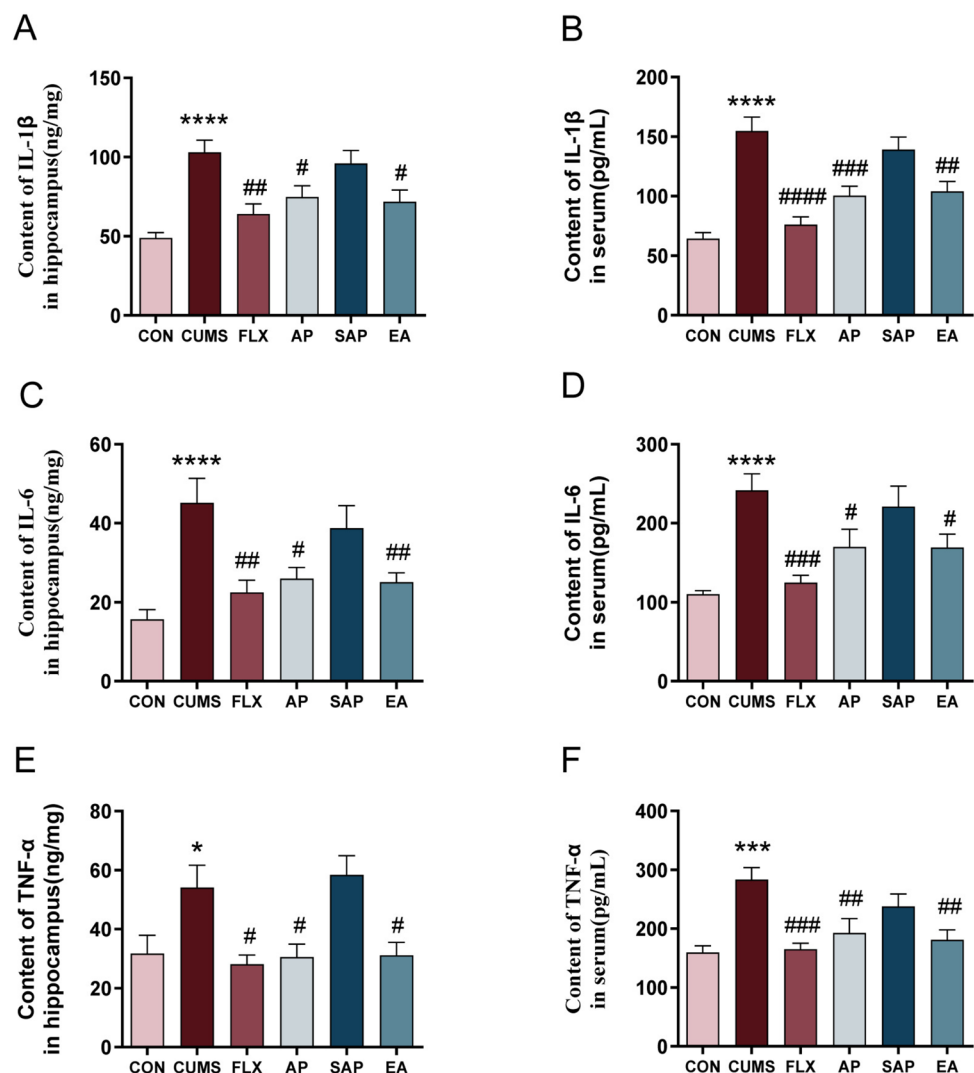 A
Content of IL-1β
in hippocampus(ng/mg)
150
100
50
0
****
##
#
#
CON CUMS FLX AP SAP EA
B
Content of IL-1β
in serum(pg/mL)
200
150
100
50
0
****
####
###
##
CON CUMS FLX AP SAP EA
C
Content of IL-6
in hippocampus(ng/mg)
60
40
20
0
****
##
#
##
CON CUMS FLX AP SAP EA
D
Content of IL-6
in serum(pg/mL)
300
200
100
0
****
###
#
#
CON CUMS FLX AP SAP EA
E
Content of TNF-α
in hippocampus(ng/mg)
80
60
40
20
0
*
#
#
#
CON CUMS FLX AP SAP EA
F
Content of TNF-α
in serum(pg/mL)
400
300
200
100
0
***
###
##
##
CON CUMS FLX AP SAP EA